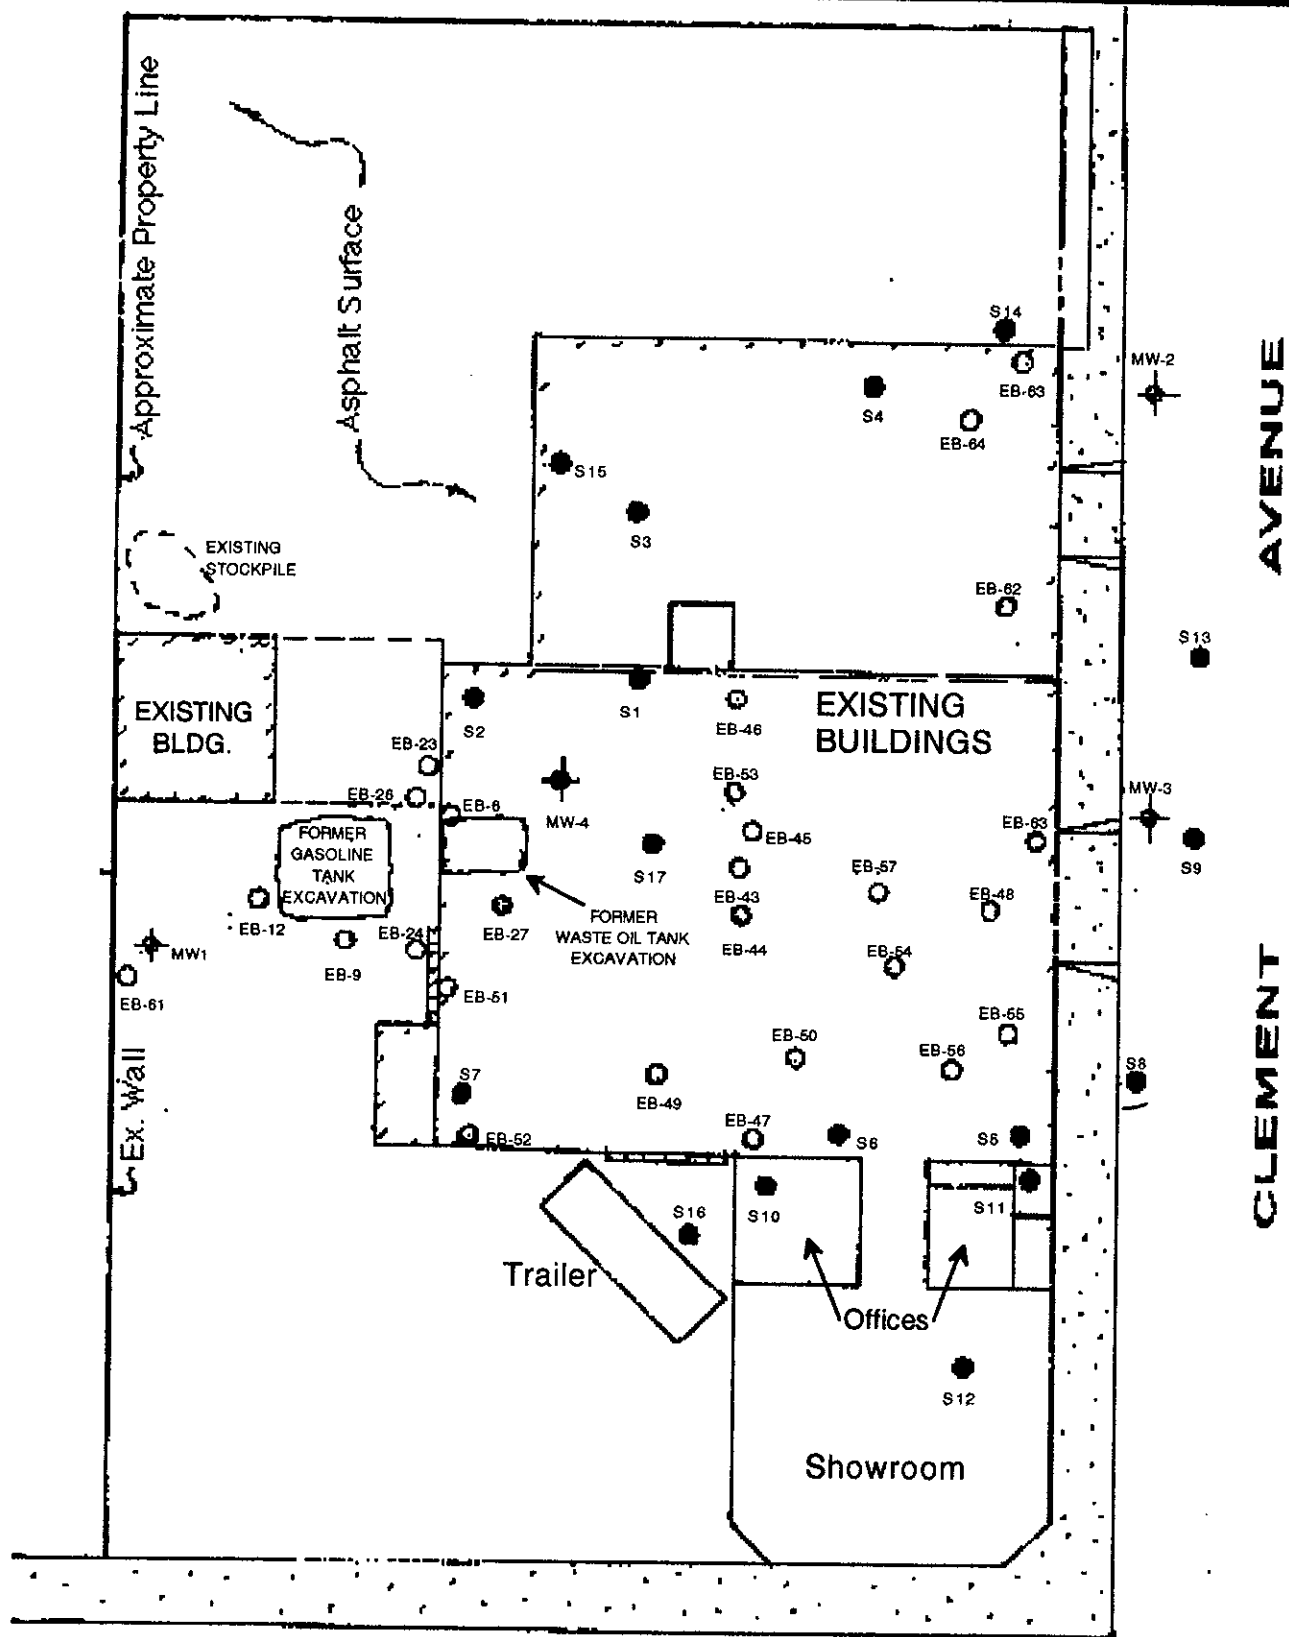 Approximate Property Line
Asphalt Surface
S14
EB-63
MW-2
AVENUE
S4
EB-64
S15
S3
EXISTING
STOCKPILE
EB-62
S13
EXISTING
BLDG.
S2
S1
EB-46
EXISTING
BUILDINGS
EB-23
EB-26
EB-6
MW-4
EB-53
EB-45
MW-3
EB-63
S9
FORMER
GASOLINE
TANK
EXCAVATION
S17
EB-57
EB-43
EB-48
EB-12
EB-24
EB-27
FORMER
WASTE OIL TANK
EXCAVATION
EB-44
MW1
EB-9
EB-54
EB-61
EB-51
EB-55
EB-50
EB-56
Ex. Wall
S7
EB-49
S8
CLEMENT
EB-52
EB-47
S6
S5
S16
S10
S11
Trailer
Offices
S12
Showroom